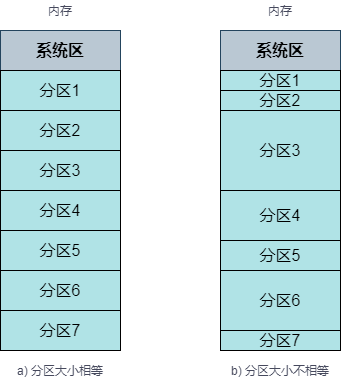 内存
系统区
分区1
分区2
分区3
分区4
分区5
分区6
分区7
a) 分区大小相等
内存
系统区
分区1
分区2
分区3
分区4
分区5
分区6
分区7
b) 分区大小不相等